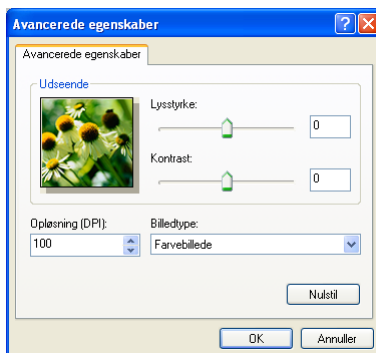 Avancerede egenskaber
Avancerede egenskaber
Udseende
Lysstyrke:
0
Kontrast:
0
Opløsning (DPI): Billedtype:
100 Farvebillede
Nulstil
OK Annuller